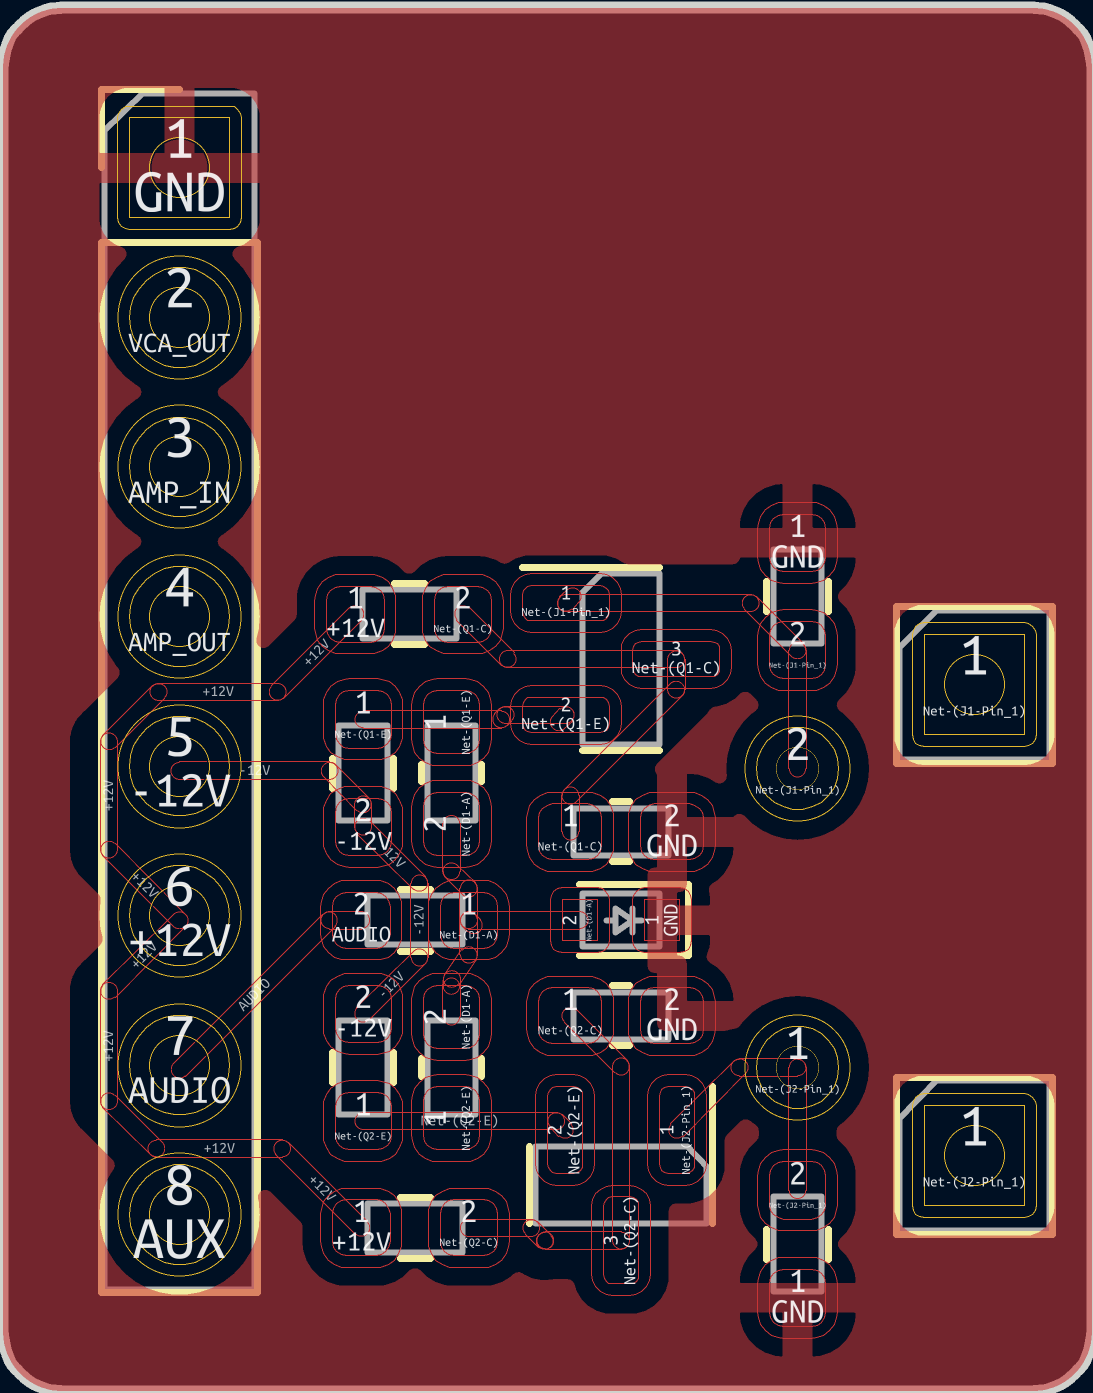 1
GND
2
VCA_OUT
3
AMP_IN
4
AMP_OUT
5
-12V
6
+12V
7
AUDIO
8
AUX
+12V
+12V
+12V
+12V
+12V
+12V
+12V
+12V
-12V
AUDIO
1
+12V
2
Net-(Q1-C)
1
Net-(J1-Pin_1)
3
Net-(Q1-C)
2
Net-(Q1-E)
1
GND
2
Net-(J1-Pin_1)
1
Net-(J1-Pin_1)
1
Net-(Q1-E)
2
-12V
1
Net-(Q1-E)
2
Net-(D1-A)
-12V
2
Net-(J1-Pin_1)
1
Net-(Q1-C)
2
GND
2
AUDIO
-12V
1
Net-(D1-A)
2
Net-(D1-A)
1
GND
-12V
2
-12V
2
Net-(D1-A)
1
Net-(Q2-C)
2
GND
1
Net-(J2-Pin_1)
1
Net-(Q2-E)
1
Net-(Q2-E)
Net-(Q2-E)
2
Net-(Q2-E)
1
Net-(J2-Pin_1)
1
Net-(J2-Pin_1)
2
Net-(J2-Pin_1)
1
+12V
2
Net-(Q2-C)
3
Net-(Q2-C)
1
GND